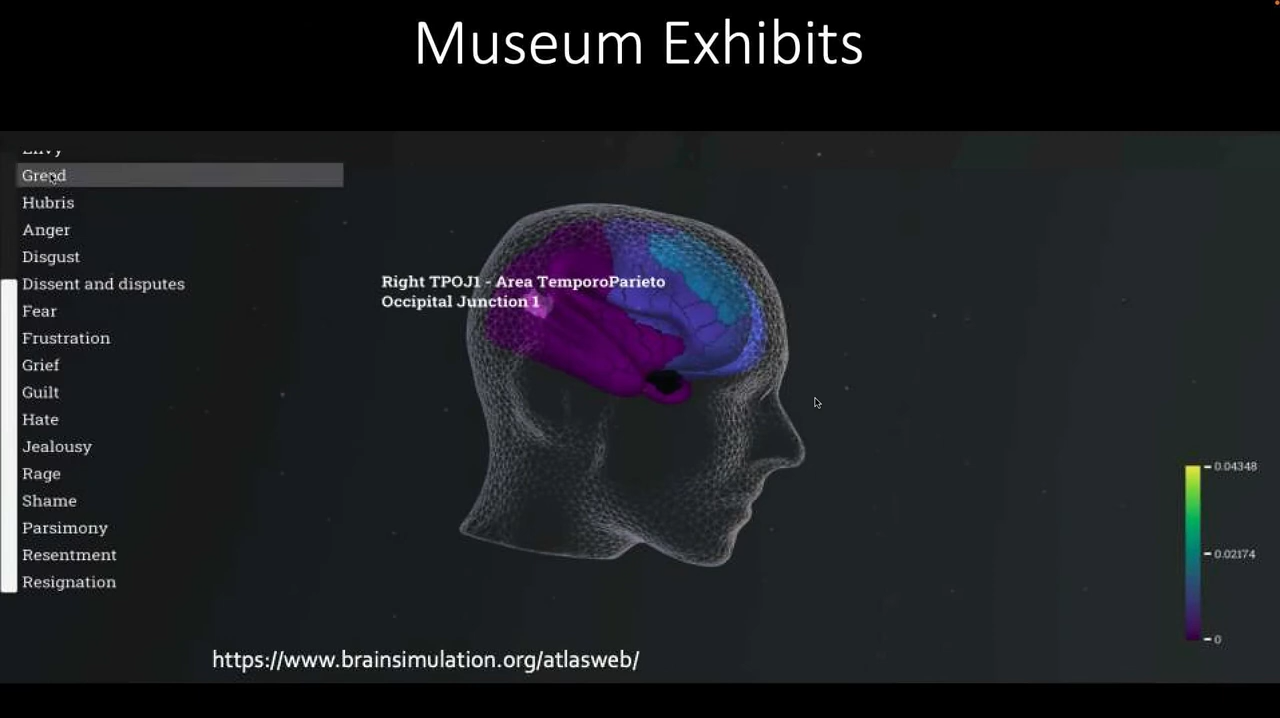 Museum Exhibits
Envy
Greed
Hubris
Anger
Disgust
Dissent and disputes
Fear
Frustration
Grief
Guilt
Hate
Jealousy
Rage
Shame
Parsimony
Resentment
Resignation
Right TPOJ1 - Area TemporoParieto
Occipital Junction 1
0.04348
0.02174
0
https://www.brainsimulation.org/atlasweb/